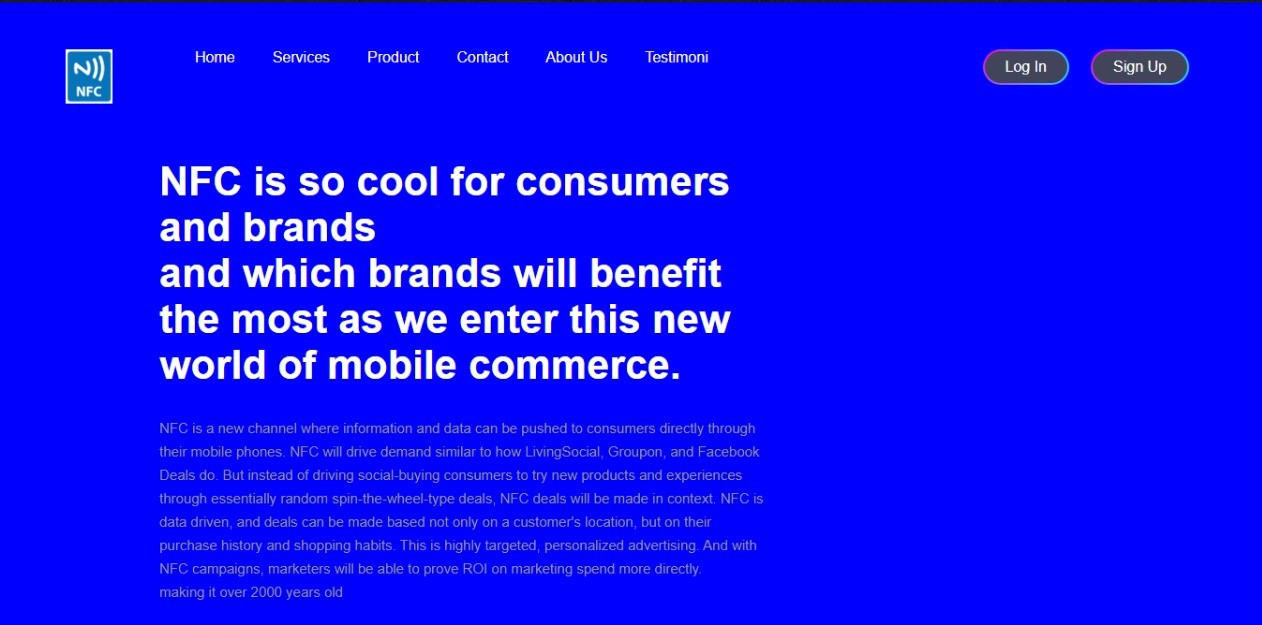 NFC
Home Services Product Contact About Us Testimoni
Log In Sign Up
NFC is so cool for consumers
and brands
and which brands will benefit
the most as we enter this new
world of mobile commerce.
NFC is a new channel where information and data can be pushed to consumers directly through
their mobile phones. NFC will drive demand similar to how LivingSocial, Groupon, and Facebook
Deals do. But instead of driving social-buying consumers to try new products and experiences
through essentially random spin-the-wheel-type deals, NFC deals will be made in context. NFC is
data driven, and deals can be made based not only on a customer's location, but on their
purchase history and shopping habits. This is highly targeted, personalized advertising. And with
NFC campaigns, marketers will be able to prove ROI on marketing spend more directly.
making it over 2000 years old